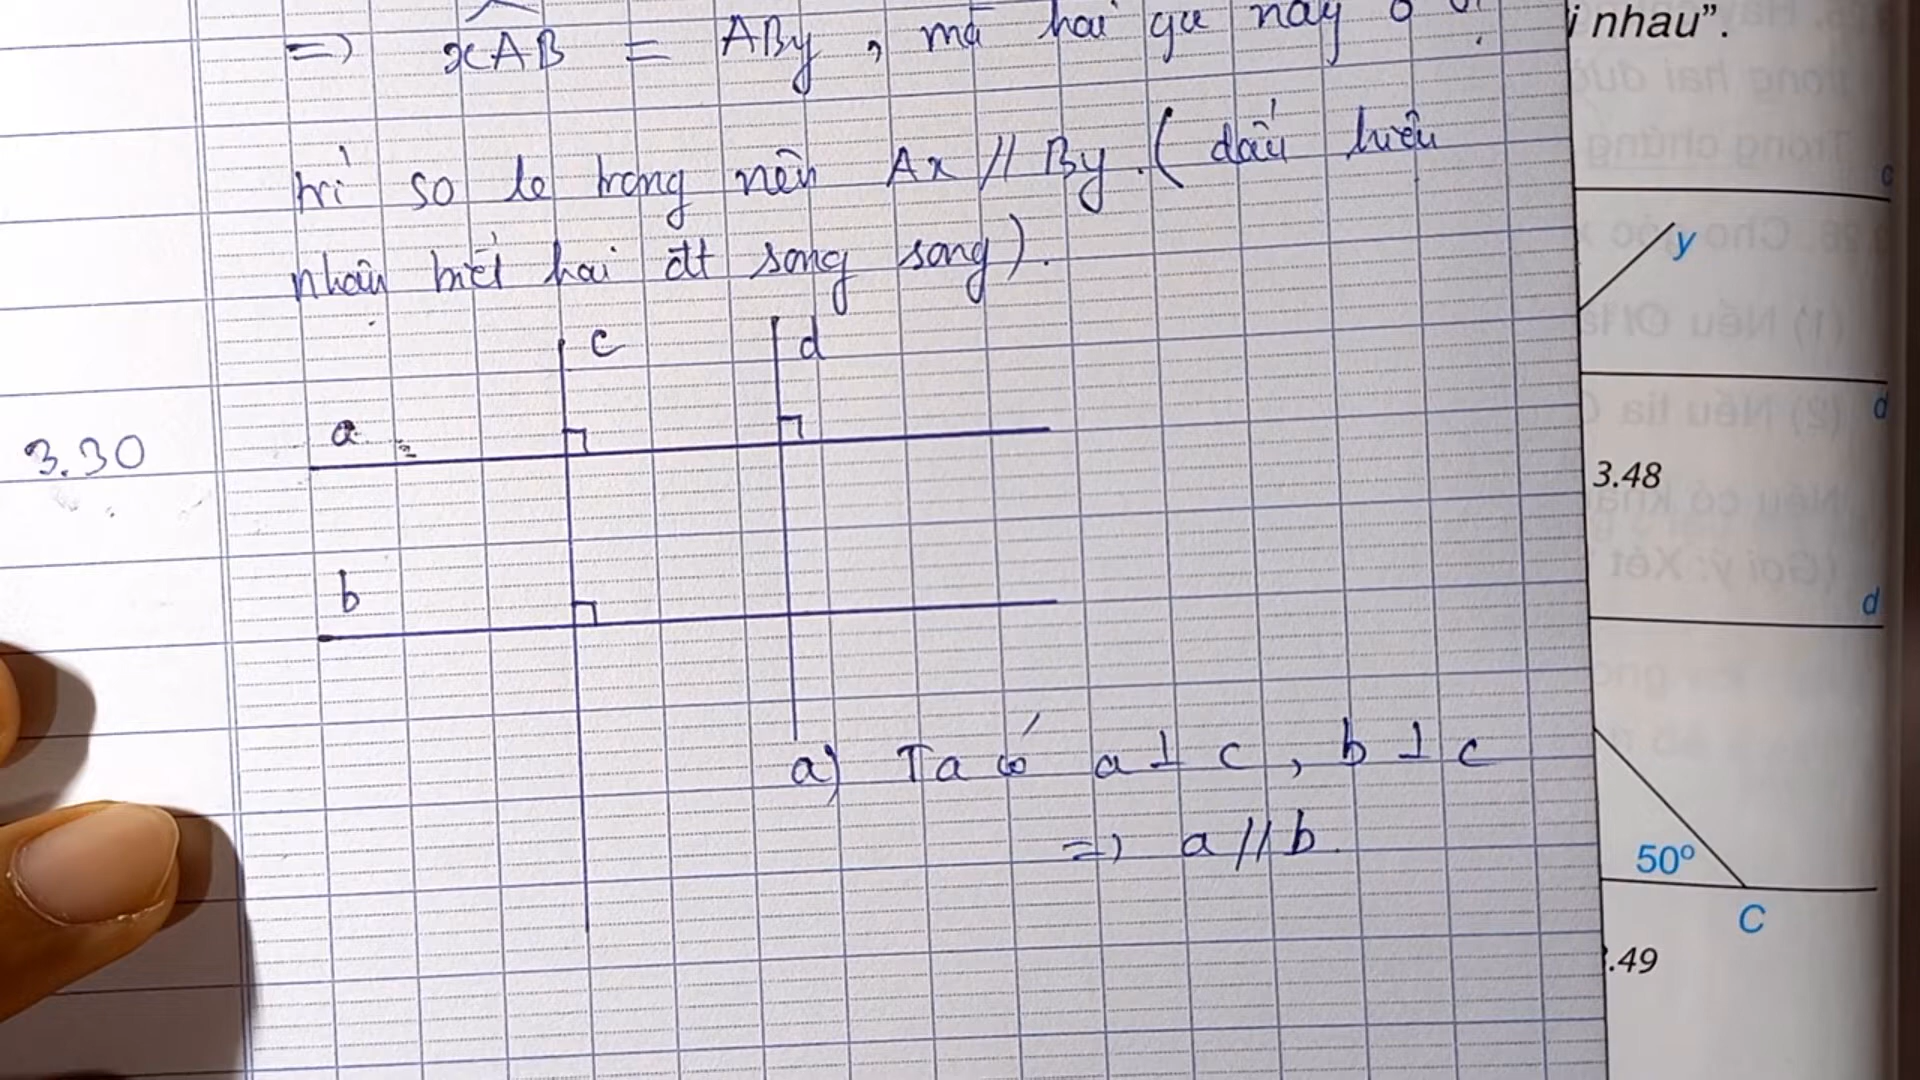 => xAB = ABy, mà hai góc này ở
trí so le trong nên Ax // By. (dấu hiệu
nhận biết hai đt song song).
c d
a
3.30
b
a) Ta có a ⊥ c, b ⊥ c
=> a // b.
i nhau”.
c
y
d
3.48
d
50°
C
.49